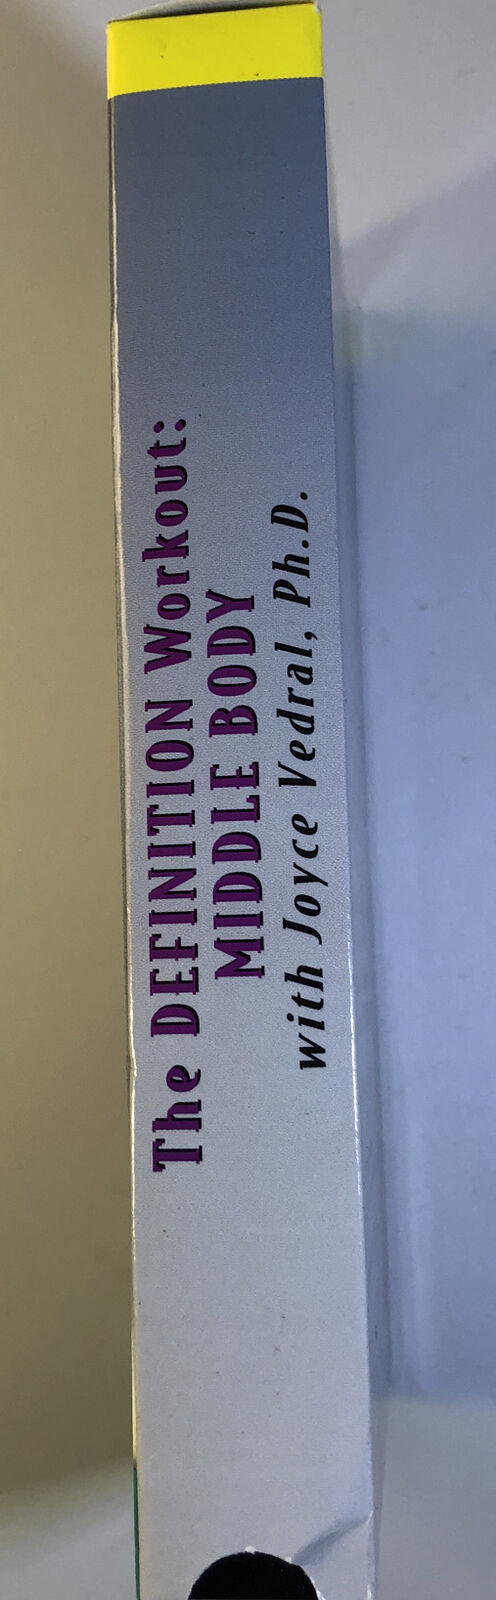 The DEFINITION Workout:
MIDDLE BODY
with Joyce Vedral, Ph.D.